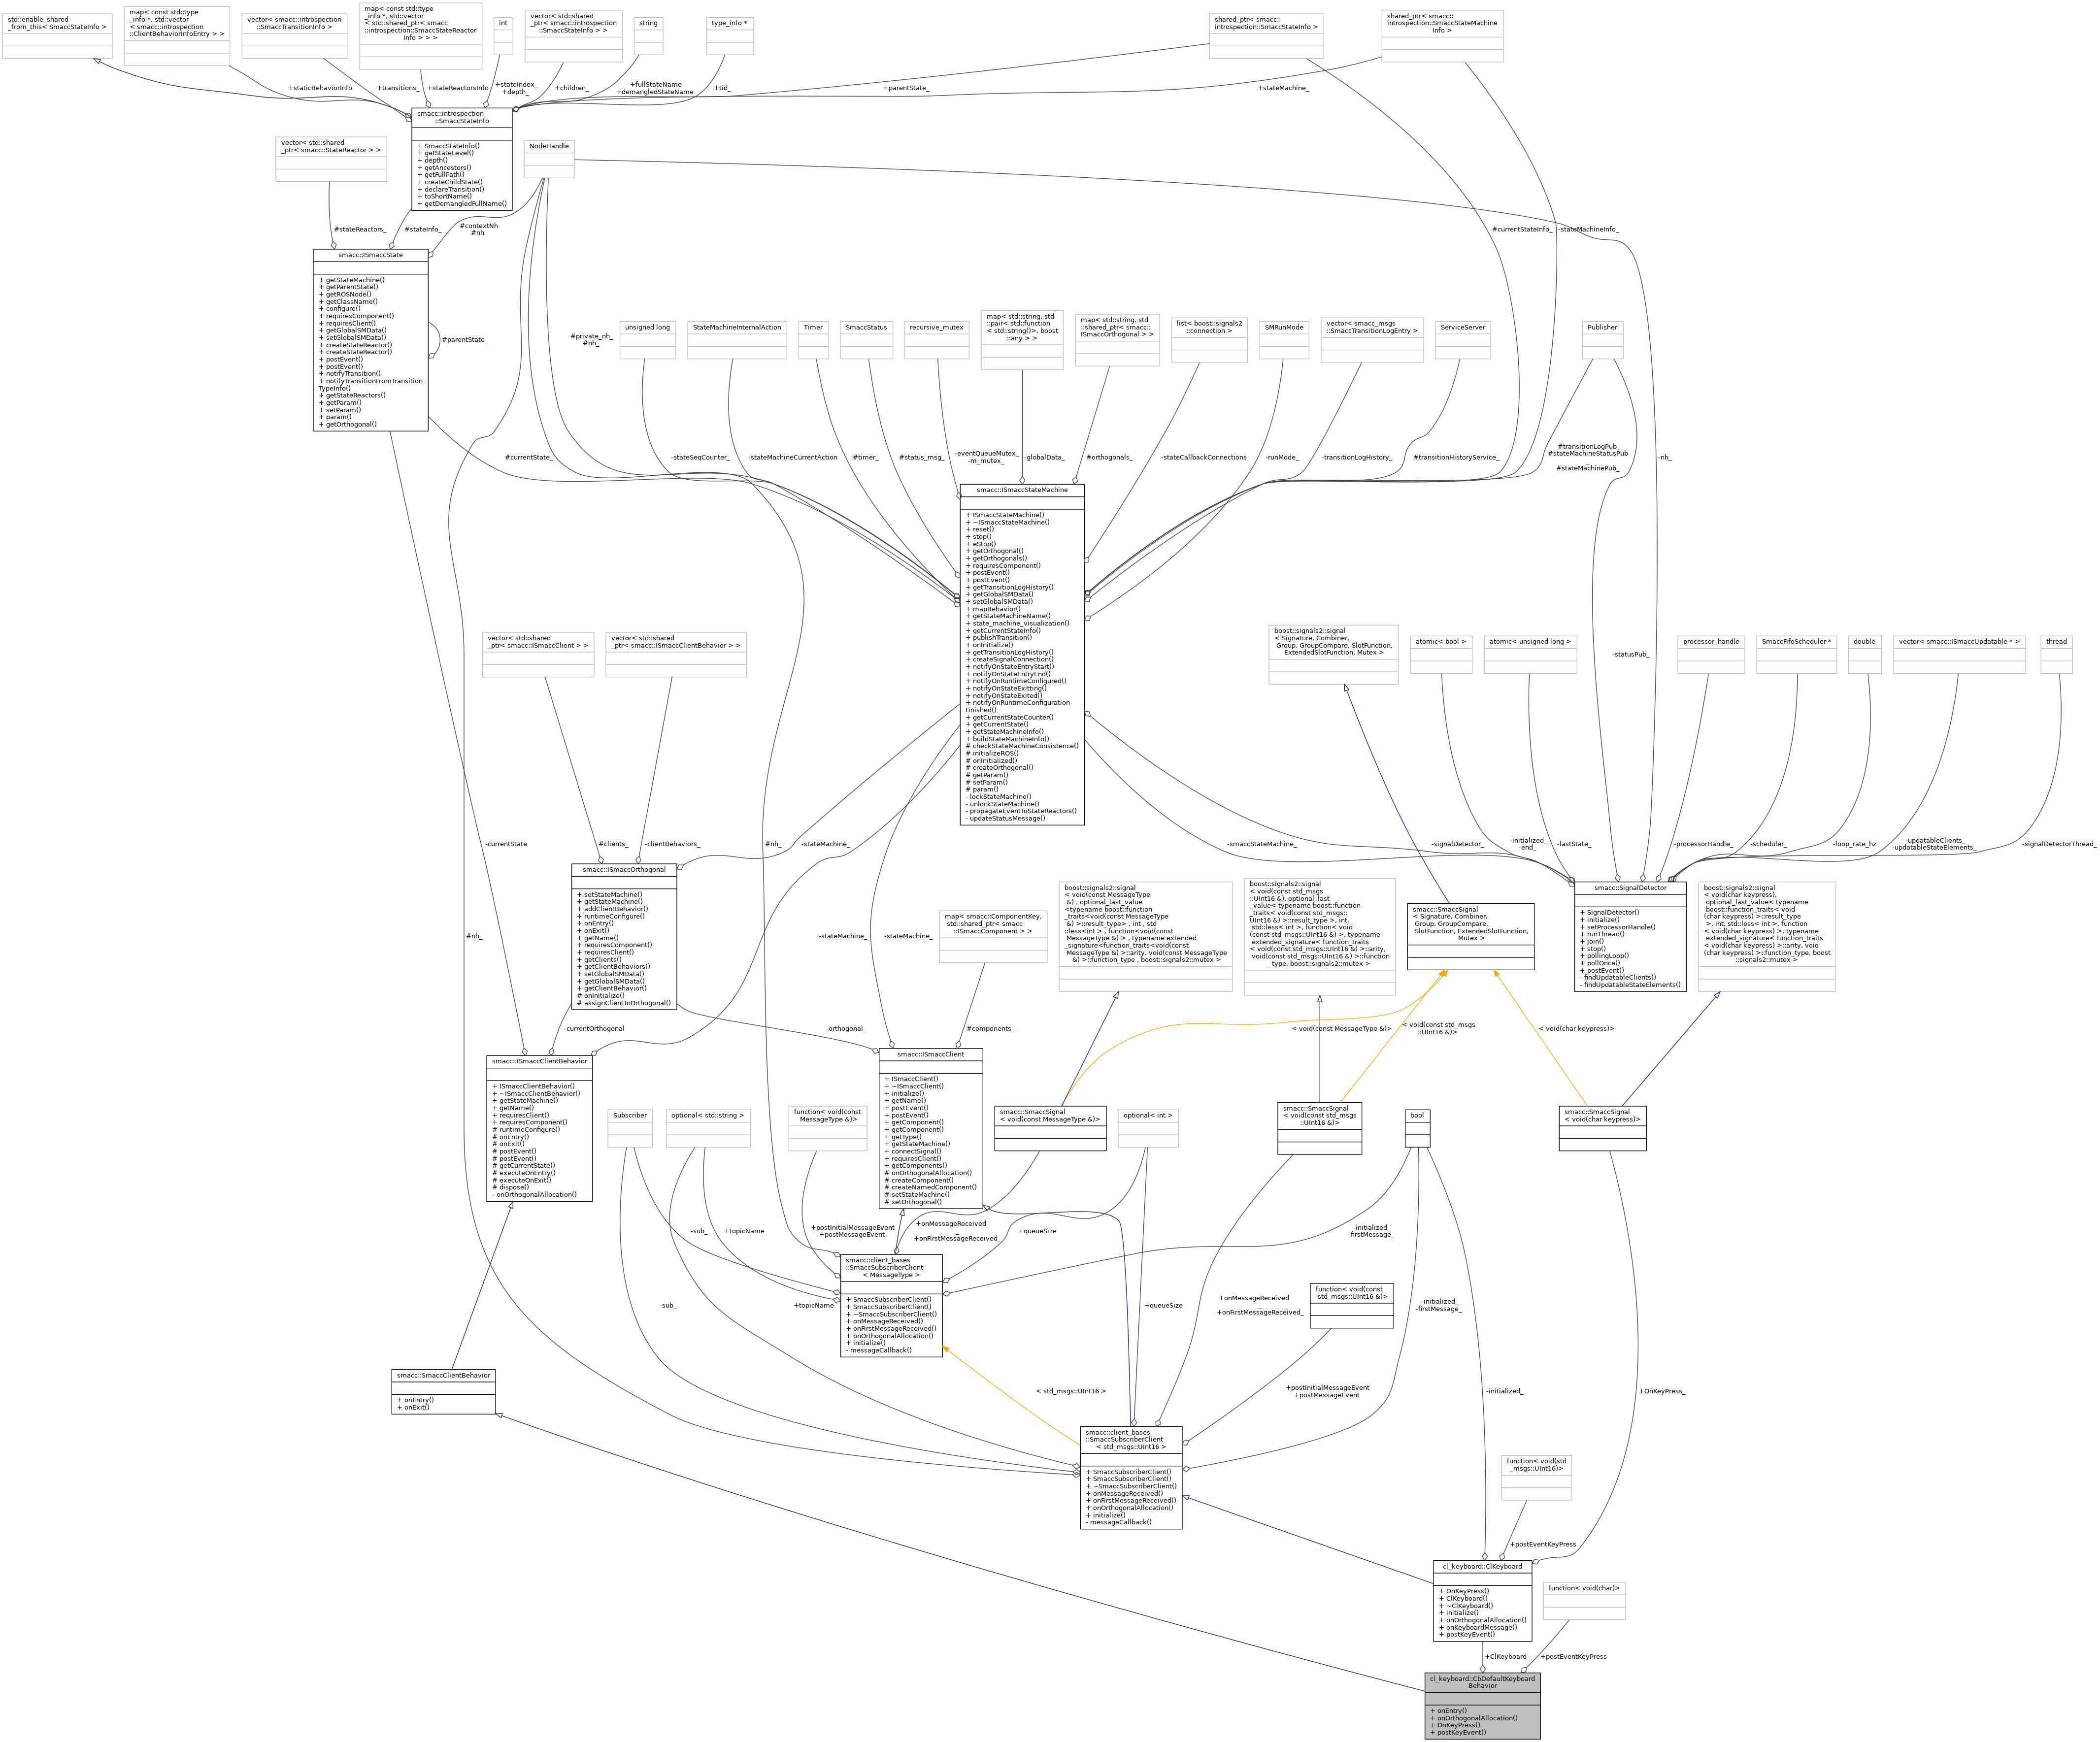 std::enable_shared
_from_this< SmaccStateInfo >
map< const std::type
_info *, std::vector
< smacc::introspection
::ClientBehaviorInfoEntry > >
vector< smacc::introspection
::SmaccTransitionInfo >
map< const std::type
_info *, std::vector
< std::shared_ptr< smacc
::introspection::SmaccStateReactor
Info > > >
int
vector< std::shared
_ptr< smacc::introspection
::SmaccStateInfo > >
string
type_info *
shared_ptr< smacc::
introspection::SmaccStateInfo >
shared_ptr< smacc::
introspection::SmaccStateMachine
Info >
+staticBehaviorInfo
+transitions_
+stateReactorsInfo
+stateIndex_
+depth_
+children_
+fullStateName
+demangledStateName
+tid_
+parentState_
+stateMachine_
smacc::introspection
::SmaccStateInfo
+ SmaccStateInfo()
+ getStateLevel()
+ depth()
+ getAncestors()
+ getFullPath()
+ createChildState()
+ declareTransition()
+ toShortName()
+ getDemangledFullName()
vector< std::shared
_ptr< smacc::StateReactor > >
NodeHandle
#stateReactors_
#stateInfo_
#contextNh
#nh
#currentStateInfo_
-stateMachineInfo_
smacc::ISmaccState
+ getStateMachine()
+ getParentState()
+ getROSNode()
+ getClassName()
+ configure()
+ requiresComponent()
+ requiresClient()
+ getGlobalSMData()
+ setGlobalSMData()
+ createStateReactor()
+ createStateReactor()
+ postEvent()
+ postEvent()
+ notifyTransition()
+ notifyTransitionFromTransition
TypeInfo()
+ getStateReactors()
+ getParam()
+ setParam()
+ param()
+ getOrthogonal()
#parentState_
#private_nh_
#nh_
unsigned long
StateMachineInternalAction
Timer
SmaccStatus
recursive_mutex
map< std::string, std
::pair< std::function
< std::string()>, boost
::any > >
map< std::string, std
::shared_ptr< smacc::
ISmaccOrthogonal > >
list< boost::signals2
::connection >
SMRunMode
vector< smacc_msgs
::SmaccTransitionLogEntry >
ServiceServer
Publisher
#currentState_
-stateSeqCounter_
-stateMachineCurrentAction
#timer_
#status_msg_
-eventQueueMutex_
-m_mutex_
-globalData_
#orthogonals_
-stateCallbackConnections
-runMode_
-transitionLogHistory_
#transitionHistoryService_
#transitionLogPub_
#stateMachineStatusPub
_
#stateMachinePub_
-nh_
smacc::ISmaccStateMachine
+ ISmaccStateMachine()
+ ~ISmaccStateMachine()
+ reset()
+ stop()
+ eStop()
+ getOrthogonal()
+ getOrthogonals()
+ requiresComponent()
+ postEvent()
+ postEvent()
+ getTransitionLogHistory()
+ getGlobalSMData()
+ setGlobalSMData()
+ mapBehavior()
+ getStateMachineName()
+ state_machine_visualization()
+ getCurrentStateInfo()
+ publishTransition()
+ onInitialize()
+ getTransitionLogHistory()
+ createSignalConnection()
+ notifyOnStateEntryStart()
+ notifyOnStateEntryEnd()
+ notifyOnRuntimeConfigured()
+ notifyOnStateExitting()
+ notifyOnStateExited()
+ notifyOnRuntimeConfiguration
Finished()
+ getCurrentStateCounter()
+ getCurrentState()
+ getStateMachineInfo()
+ buildStateMachineInfo()
# checkStateMachineConsistence()
# initializeROS()
# onInitialized()
# createOrthogonal()
# getParam()
# setParam()
# param()
- lockStateMachine()
- unlockStateMachine()
- propagateEventToStateReactors()
- updateStatusMessage()
vector< std::shared
_ptr< smacc::ISmaccClient > >
vector< std::shared
_ptr< smacc::ISmaccClientBehavior > >
boost::signals2::signal
< Signature, Combiner,
Group, GroupCompare, SlotFunction,
ExtendedSlotFunction, Mutex >
atomic< bool >
atomic< unsigned long >
-statusPub_
processor_handle
SmaccFifoScheduler *
double
vector< smacc::ISmaccUpdatable * >
thread
-currentState
#clients_
-clientBehaviors_
#nh_
-stateMachine_
-smaccStateMachine_
-signalDetector_
-initialized_
-end_
-lastState_
-processorHandle_
-scheduler_
-loop_rate_hz
-updatableClients_
-updatableStateElements_
-signalDetectorThread_
smacc::ISmaccOrthogonal
+ setStateMachine()
+ getStateMachine()
+ addClientBehavior()
+ runtimeConfigure()
+ onEntry()
+ onExit()
+ getName()
+ requiresComponent()
+ requiresClient()
+ getClients()
+ getClientBehaviors()
+ setGlobalSMData()
+ getGlobalSMData()
+ getClientBehavior()
# onInitialize()
# assignClientToOrthogonal()
#nh_
-stateMachine_
-stateMachine_
map< smacc::ComponentKey,
std::shared_ptr< smacc
::ISmaccComponent > >
boost::signals2::signal
< void(const MessageType
&) , optional_last_value
<typename boost::function
_traits<void(const MessageType
&) >::result_type> , int , std
::less<int > , function<void(const
MessageType &) > , typename extended
_signature<function_traits<void(const
MessageType &) >::arity, void(const MessageType
&) >::function_type , boost::signals2::mutex >
boost::signals2::signal
< void(const std_msgs
::UInt16 &), optional_last
_value< typename boost::function
_traits< void(const std_msgs::
UInt16 &) >::result_type >, int,
std::less< int >, function< void
(const std_msgs::UInt16 &) >, typename
extended_signature< function_traits
< void(const std_msgs::UInt16 &) >::arity,
void(const std_msgs::UInt16 &) >::function
_type, boost::signals2::mutex >
smacc::SmaccSignal
< Signature, Combiner,
Group, GroupCompare,
SlotFunction, ExtendedSlotFunction,
Mutex >
smacc::SignalDetector
+ SignalDetector()
+ initialize()
+ setProcessorHandle()
+ runThread()
+ join()
+ stop()
+ pollingLoop()
+ pollOnce()
+ postEvent()
- findUpdatableClients()
- findUpdatableStateElements()
boost::signals2::signal
< void(char keypress),
optional_last_value< typename
boost::function_traits< void
(char keypress) >::result_type
>, int, std::less< int >, function
< void(char keypress) >, typename
extended_signature< function_traits
< void(char keypress) >::arity, void
(char keypress) >::function_type, boost
::signals2::mutex >
-currentOrthogonal
-orthogonal_
#components_
< void(const MessageType &)>
< void(const std_msgs
::UInt16 &)>
< void(char keypress)>
smacc::ISmaccClientBehavior
+ ISmaccClientBehavior()
+ ~ISmaccClientBehavior()
+ getStateMachine()
+ getName()
+ requiresClient()
+ requiresComponent()
# runtimeConfigure()
# onEntry()
# onExit()
# postEvent()
# postEvent()
# getCurrentState()
# executeOnEntry()
# executeOnExit()
# dispose()
- onOrthogonalAllocation()
smacc::ISmaccClient
+ ISmaccClient()
+ ~ISmaccClient()
+ initialize()
+ getName()
+ postEvent()
+ postEvent()
+ getComponent()
+ getComponent()
+ getType()
+ getStateMachine()
+ connectSignal()
+ requiresClient()
+ getComponents()
# onOrthogonalAllocation()
# createComponent()
# createNamedComponent()
# setStateMachine()
# setOrthogonal()
Subscriber
optional< std::string >
function< void(const
MessageType &)>
smacc::SmaccSignal
< void(const MessageType &)>
optional< int >
smacc::SmaccSignal
< void(const std_msgs
::UInt16 &)>
bool
smacc::SmaccSignal
< void(char keypress)>
-sub_
+topicName
+postInitialMessageEvent
+postMessageEvent
+onMessageReceived
_
+onFirstMessageReceived_
+queueSize
-initialized_
-firstMessage_
smacc::client_bases
::SmaccSubscriberClient
< MessageType >
+ SmaccSubscriberClient()
+ SmaccSubscriberClient()
+ ~SmaccSubscriberClient()
+ onMessageReceived()
+ onFirstMessageReceived()
+ onOrthogonalAllocation()
+ initialize()
- messageCallback()
-sub_
+topicName
+queueSize
+onMessageReceived
_
+onFirstMessageReceived_
function< void(const
std_msgs::UInt16 &)>
-initialized_
-firstMessage_
smacc::SmaccClientBehavior
+ onEntry()
+ onExit()
< std_msgs::UInt16 >
+postInitialMessageEvent
+postMessageEvent
-initialized_
+OnKeyPress_
smacc::client_bases
::SmaccSubscriberClient
< std_msgs::UInt16 >
+ SmaccSubscriberClient()
+ SmaccSubscriberClient()
+ ~SmaccSubscriberClient()
+ onMessageReceived()
+ onFirstMessageReceived()
+ onOrthogonalAllocation()
+ initialize()
- messageCallback()
function< void(std
_msgs::UInt16)>
+postEventKeyPress
cl_keyboard::ClKeyboard
+ OnKeyPress()
+ ClKeyboard()
+ ~ClKeyboard()
+ initialize()
+ onOrthogonalAllocation()
+ onKeyboardMessage()
+ postKeyEvent()
function< void(char)>
+ClKeyboard_
+postEventKeyPress
cl_keyboard::CbDefaultKeyboard
Behavior
+ onEntry()
+ onOrthogonalAllocation()
+ OnKeyPress()
+ postKeyEvent()